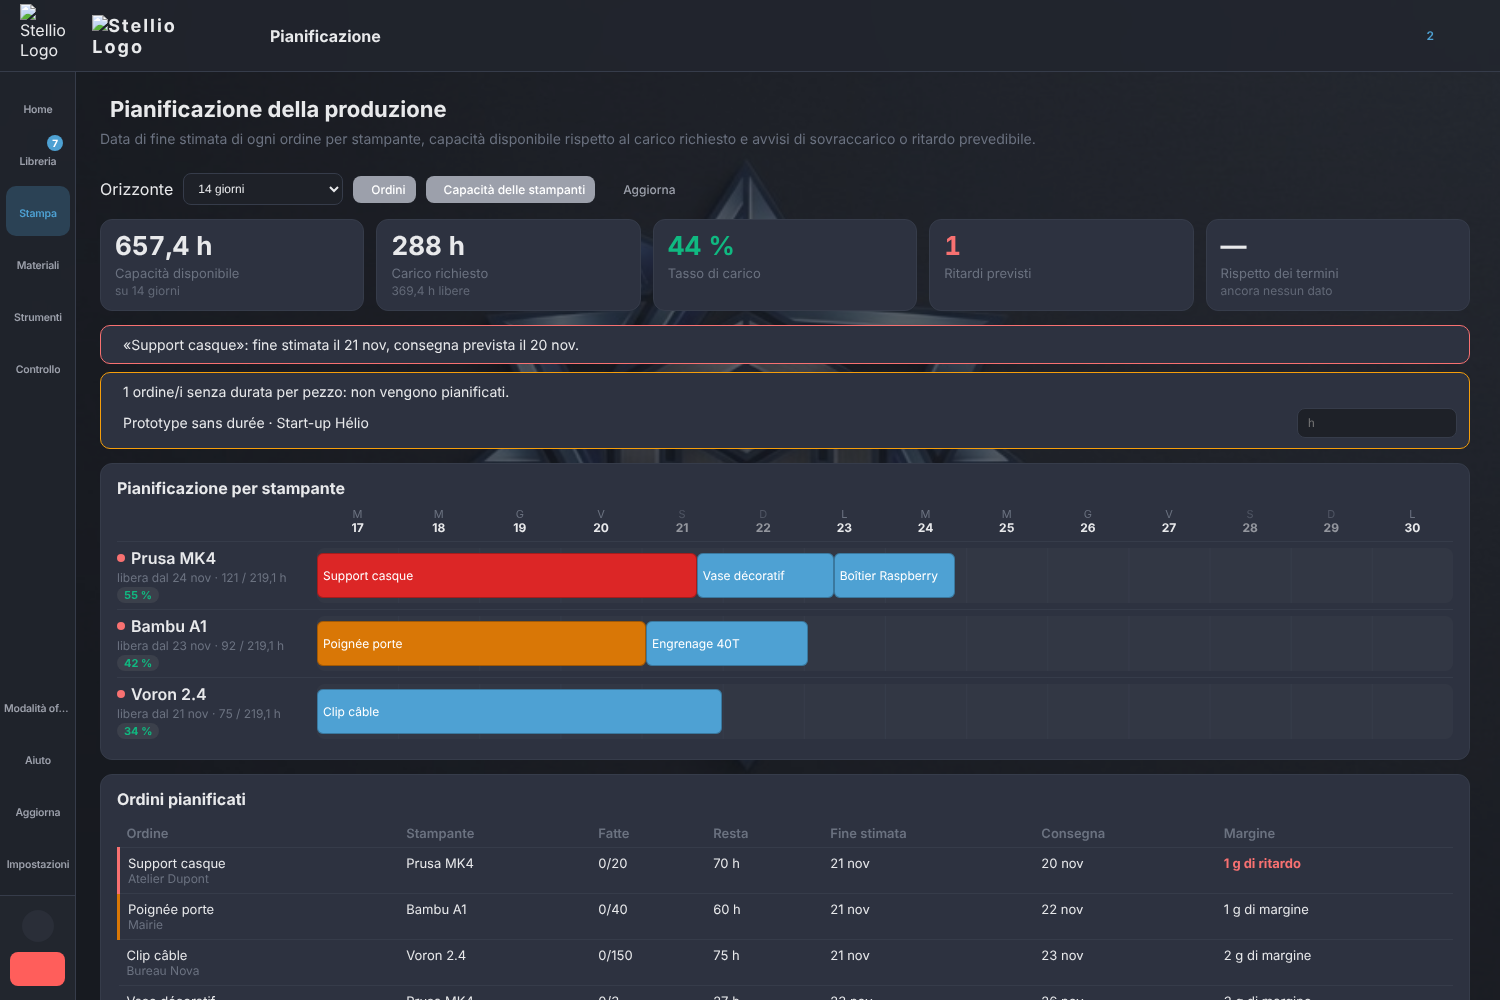 Stellio Logo
Stellio Logo
Pianificazione
2
Home
7
Libreria
Stampa
Materiali
Strumenti
Controllo
Modalità of...
Aiuto
Aggiorna
Impostazioni
Pianificazione della produzione
Data di fine stimata di ogni ordine per stampante, capacità disponibile rispetto al carico richiesto e avvisi di sovraccarico o ritardo prevedibile.
Orizzonte 14 giorni Ordini Capacità delle stampanti Aggiorna
657,4 h
Capacità disponibile
su 14 giorni
288 h
Carico richiesto
369,4 h libere
44 %
Tasso di carico
1
Ritardi previsti
—
Rispetto dei termini
ancora nessun dato
«Support casque»: fine stimata il 21 nov, consegna prevista il 20 nov.
1 ordine/i senza durata per pezzo: non vengono pianificati.
Prototype sans durée · Start-up Hélio h
Pianificazione per stampante
M M G V S D L M M G V S D L
17 18 19 20 21 22 23 24 25 26 27 28 29 30
Prusa MK4
libera dal 24 nov · 121 / 219,1 h
55 %
Support casque Vase décoratif Boîtier Raspberry
Bambu A1
libera dal 23 nov · 92 / 219,1 h
42 %
Poignée porte Engrenage 40T
Voron 2.4
libera dal 21 nov · 75 / 219,1 h
34 %
Clip câble
Ordini pianificati
Ordine Stampante Fatte Resta Fine stimata Consegna Margine
Support casque Prusa MK4 0/20 70 h 21 nov 20 nov 1 g di ritardo
Atelier Dupont
Poignée porte Bambu A1 0/40 60 h 21 nov 22 nov 1 g di margine
Mairie
Clip câble Voron 2.4 0/150 75 h 21 nov 23 nov 2 g di margine
Bureau Nova